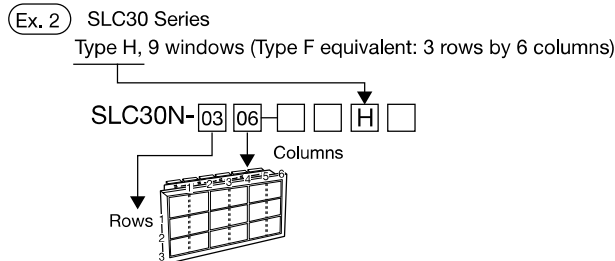 Ex. 2 SLC30 Series
Type H, 9 windows (Type F equivalent: 3 rows by 6 columns)
SLC30N-03 06-□ □ H □
Columns
1 2 3 4 5 6
Rows
1
2
3